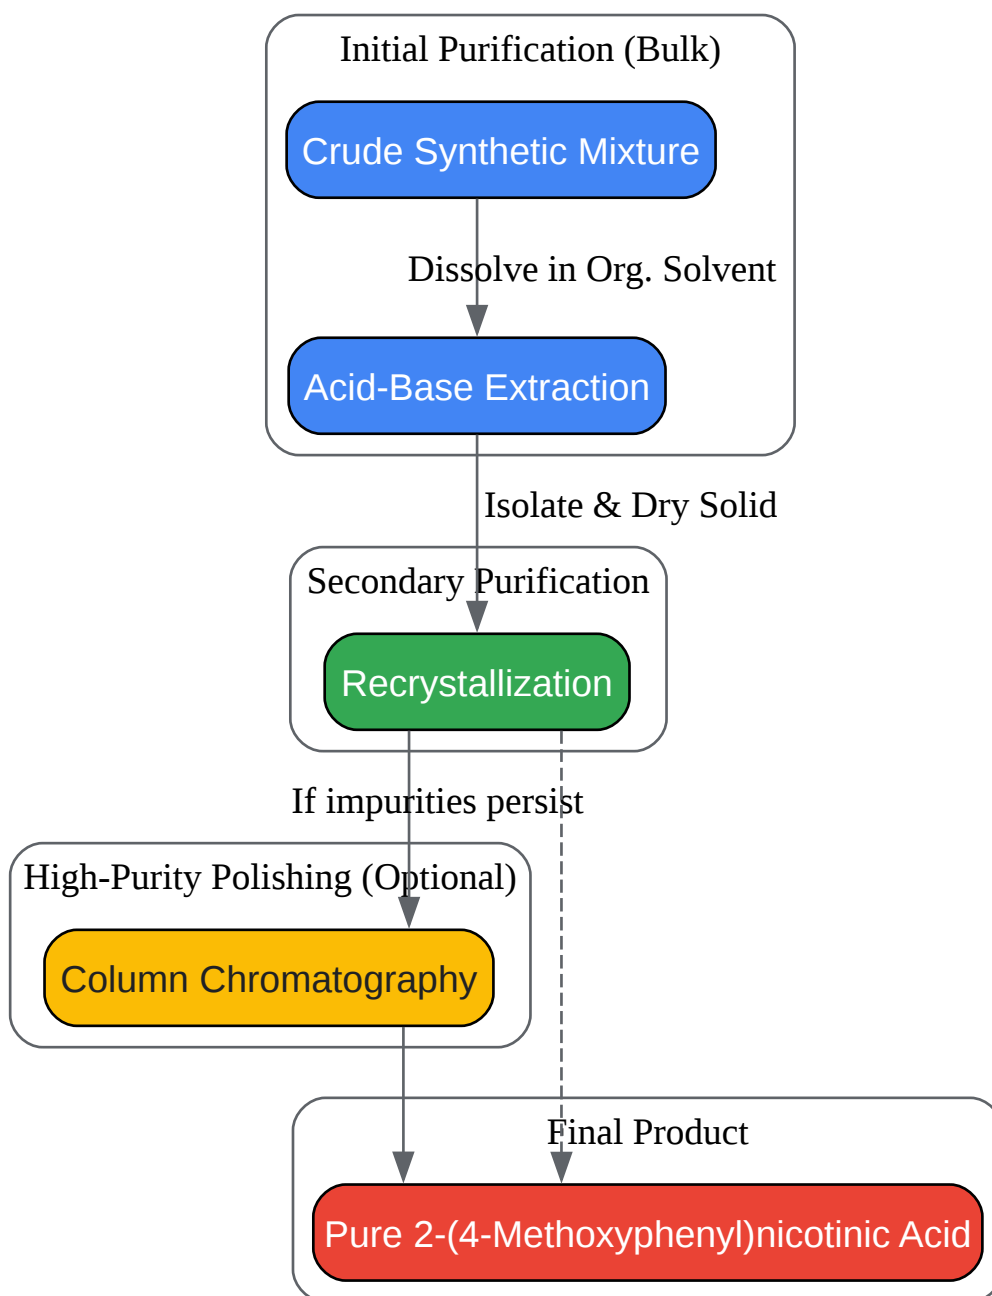 Initial Purification (Bulk)
Crude Synthetic Mixture
Dissolve in Org. Solvent
Acid-Base Extraction
Isolate & Dry Solid
Secondary Purification
Recrystallization
If impurities persist
High-Purity Polishing (Optional)
Column Chromatography
Final Product
Pure 2-(4-Methoxyphenyl)nicotinic Acid